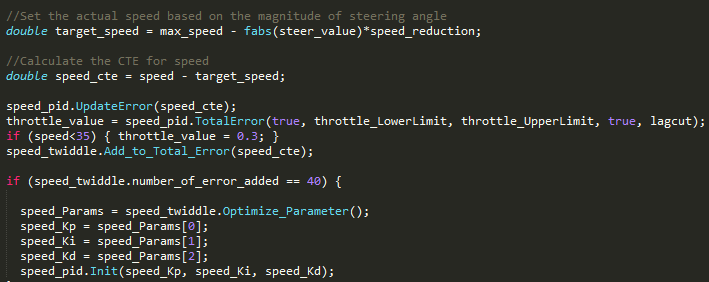 //Set the actual speed based on the magnitude of steering angle
double target_speed = max_speed - fabs(steer_value)*speed_reduction;
//Calculate the CTE for speed
double speed_cte = speed - target_speed;
speed_pid.UpdateError(speed_cte);
throttle_value = speed_pid.TotalError(true, throttle_LowerLimit, throttle_UpperLimit, true, lagcut);
if (speed<35) { throttle_value = 0.3; }
speed_twiddle.Add_to_Total_Error(speed_cte);
if (speed_twiddle.number_of_error_added == 40) {
speed_Params = speed_twiddle.Optimize_Parameter();
speed_Kp = speed_Params[0];
speed_Ki = speed_Params[1];
speed_Kd = speed_Params[2];
speed_pid.Init(speed_Kp, speed_Ki, speed_Kd);